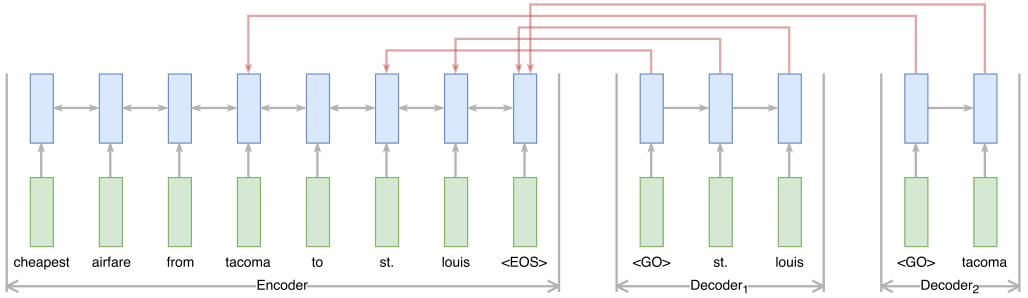 cheapest airfare from tacoma to st. louis <EOS> <GO> st. louis <GO> tacoma
Encoder Decoder₁ Decoder₂